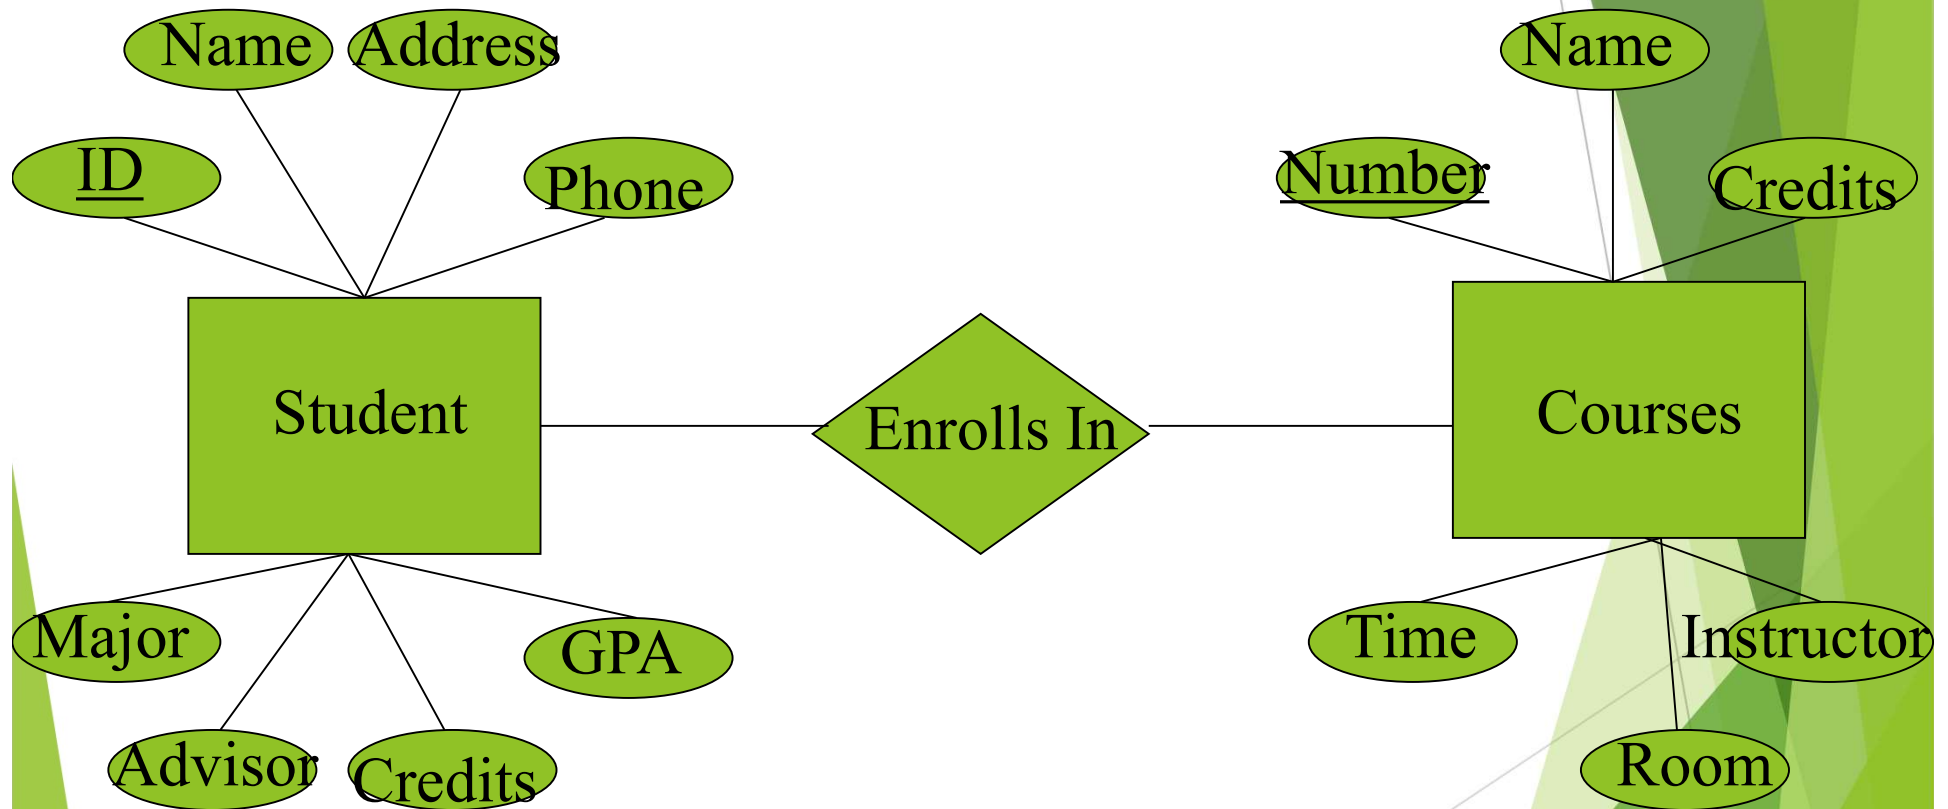 Name
Address
Name
ID
Phone
Number
Credits
Student
Enrolls In
Courses
Major
GPA
Time
Instructor
Advisor
Credits
Room